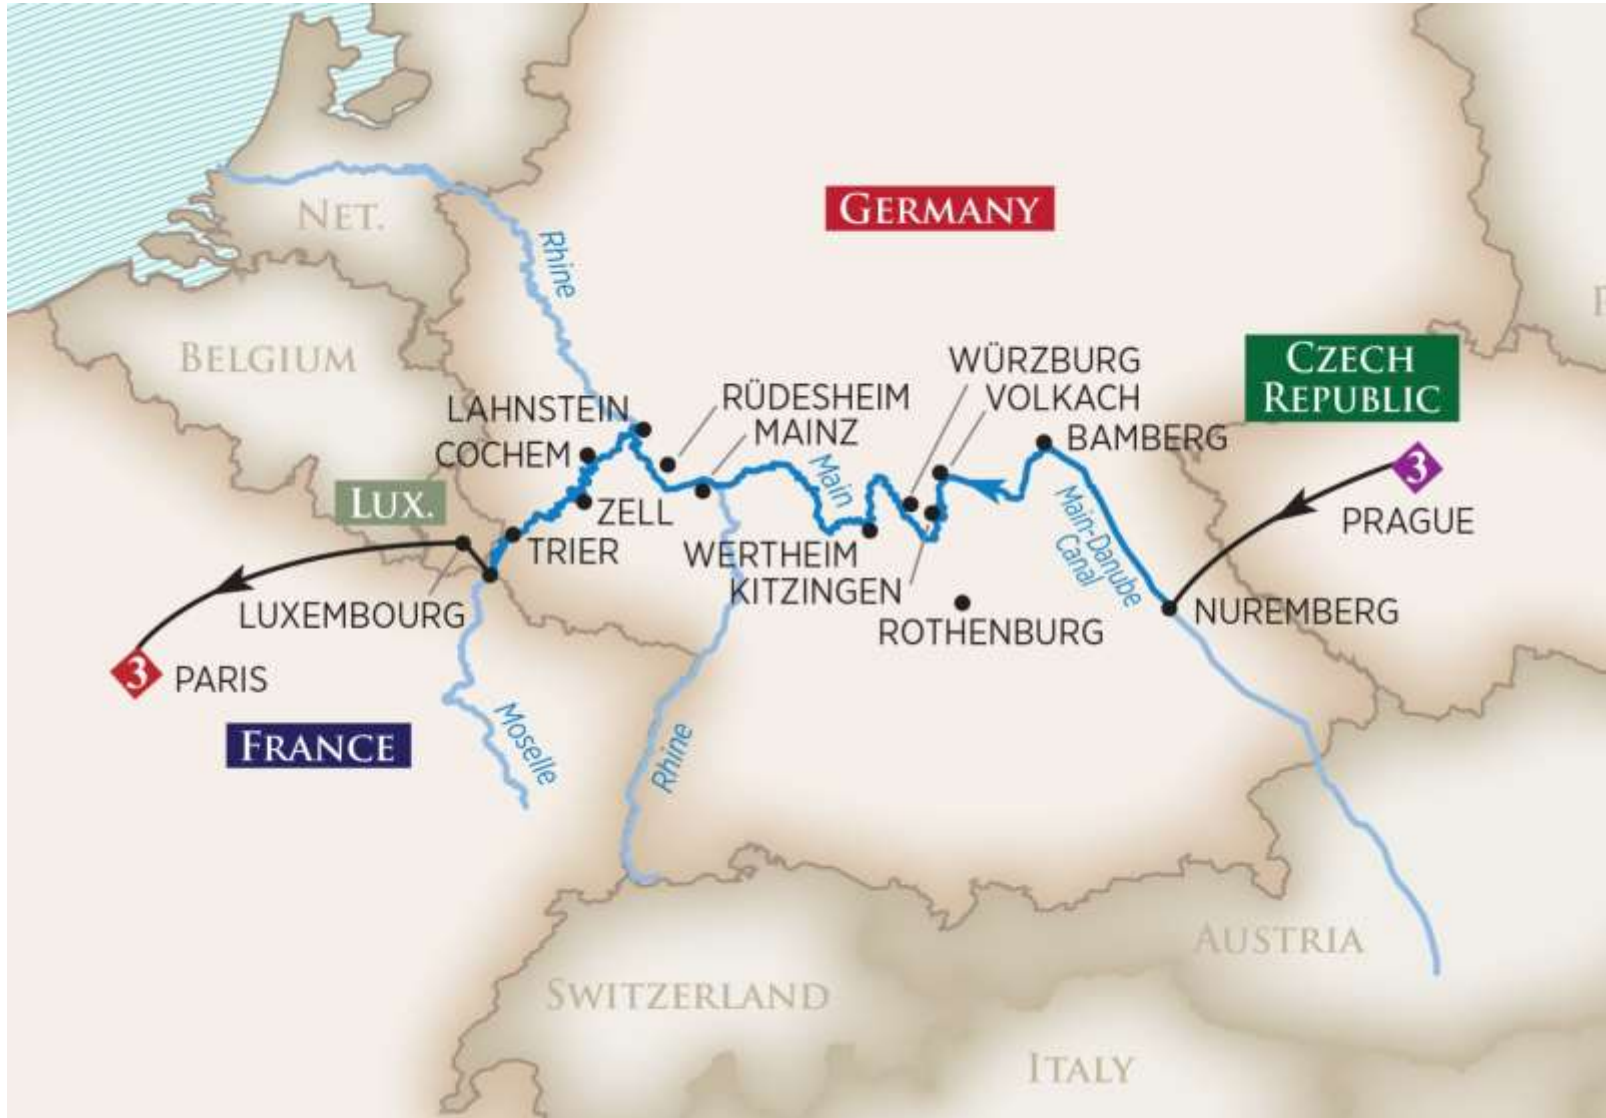 NET.
Rhine
GERMANY
BELGIUM
CZECH
REPUBLIC
WÜRZBURG
VOLKACH
RÜDESHEIM
MAINZ
LAHNSTEIN
COCHEM
BAMBERG
Main
LUX.
ZELL
TRIER
3
PRAGUE
WERTHEIM
KITZINGEN
Main-Danube
Canal
LUXEMBOURG
ROTHENBURG
NUREMBERG
3
PARIS
FRANCE
Moselle
Rhine
AUSTRIA
SWITZERLAND
ITALY